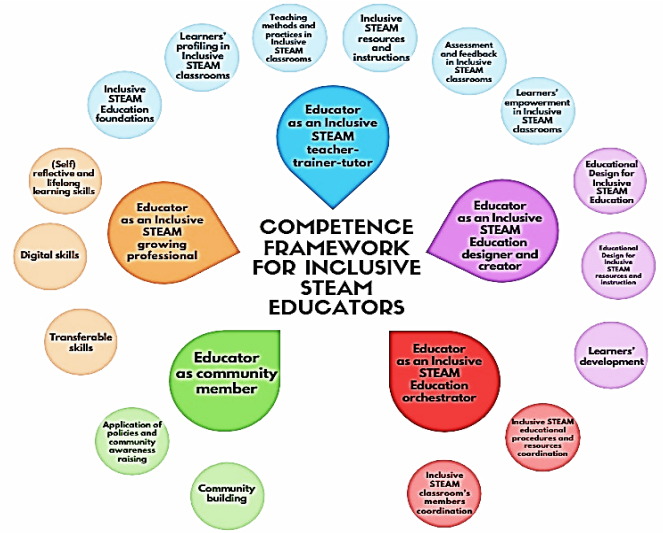 Teaching
methods and
practices in
Inclusive
STEAM
classrooms
Inclusive
STEAM
resources
and
instructions
Learners'
profiling in
Inclusive
STEAM
classrooms
Assessment
and feedback
in Inclusive
STEAM
classrooms
Inclusive
STEAM
Education
foundations
Learners'
empowerment
in Inclusive
STEAM
classrooms
Educator
as an Inclusive
STEAM
teacher-
trainer-tutor
(Self)
reflective and
lifelong
learning skills
Educational
Design for
Inclusive
STEAM
Education
Educator
as an Inclusive
STEAM
growing
professional
Educator
as an Inclusive
STEAM
Education
designer and
creator
COMPETENCE
FRAMEWORK
FOR INCLUSIVE
STEAM
EDUCATORS
Digital skills
Educational
Design for
Inclusive
STEAM
resources and
instruction
Transferable
skills
Learners'
development
Educator
as community
member
Educator
as an Inclusive
STEAM
Education
orchestrator
Application of
policies and
community
awareness
raising
Inclusive STEAM
educational
procedures and
resources
coordination
Community
building
Inclusive
STEAM
classroom's
members
coordination